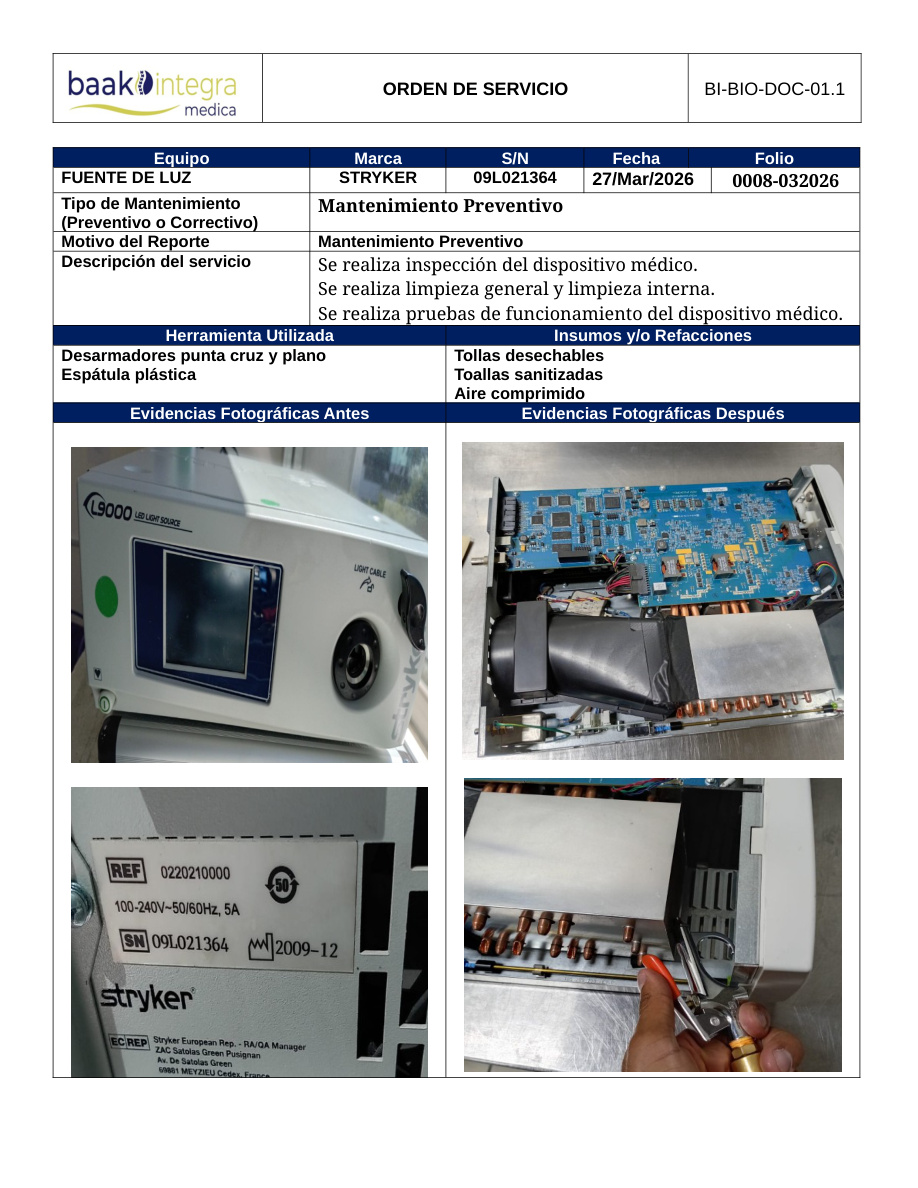 baak integra
medica
ORDEN DE SERVICIO
BI-BIO-DOC-01.1
Equipo Marca S/N Fecha Folio
FUENTE DE LUZ STRYKER 09L021364 27/Mar/2026 0008-032026
Tipo de Mantenimiento
(Preventivo o Correctivo)
Mantenimiento Preventivo
Motivo del Reporte Mantenimiento Preventivo
Descripción del servicio
Se realiza inspección del dispositivo médico.
Se realiza limpieza general y limpieza interna.
Se realiza pruebas de funcionamiento del dispositivo médico.
Herramienta Utilizada Insumos y/o Refacciones
Desarmadores punta cruz y plano
Espátula plástica
Tollas desechables
Toallas sanitizadas
Aire comprimido
Evidencias Fotográficas Antes Evidencias Fotográficas Después
L9000 LED LIGHT SOURCE
LIGHT CABLE
stryke
REF 0220210000
50
100-240V~50/60Hz, 5A
SN 09L021364 2009-12
stryker
EC REP Stryker European Rep. - RA/QA Manager
ZAC Satolas Green Pusignan
Av. De Satolas Green
69881 MEYZIEU Cedex, France